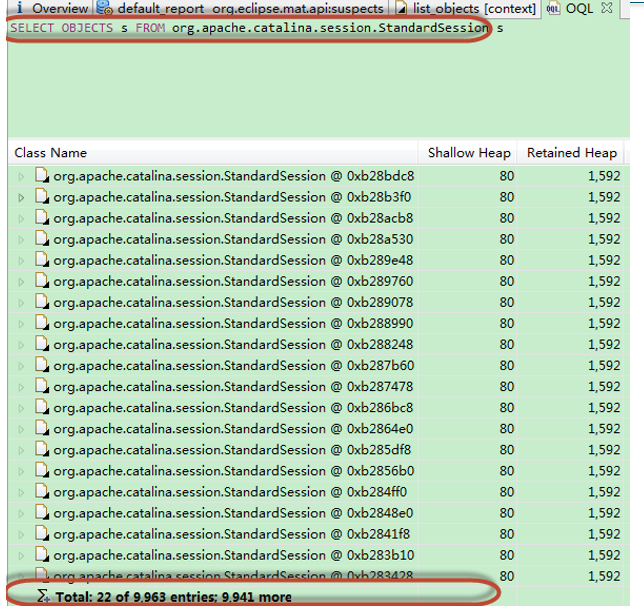 i Overview default_report org.eclipse.mat.api:suspects list_objects [context] OQL
SELECT OBJECTS s FROM org.apache.catalina.session.StandardSession s
Class Name Shallow Heap Retained Heap
org.apache.catalina.session.StandardSession @ 0xb28bdc8 80 1,592
org.apache.catalina.session.StandardSession @ 0xb28b3f0 80 1,592
org.apache.catalina.session.StandardSession @ 0xb28acb8 80 1,592
org.apache.catalina.session.StandardSession @ 0xb28a530 80 1,592
org.apache.catalina.session.StandardSession @ 0xb289e48 80 1,592
org.apache.catalina.session.StandardSession @ 0xb289760 80 1,592
org.apache.catalina.session.StandardSession @ 0xb289078 80 1,592
org.apache.catalina.session.StandardSession @ 0xb288990 80 1,592
org.apache.catalina.session.StandardSession @ 0xb288248 80 1,592
org.apache.catalina.session.StandardSession @ 0xb287b60 80 1,592
org.apache.catalina.session.StandardSession @ 0xb287478 80 1,592
org.apache.catalina.session.StandardSession @ 0xb286bc8 80 1,592
org.apache.catalina.session.StandardSession @ 0xb2864e0 80 1,592
org.apache.catalina.session.StandardSession @ 0xb285df8 80 1,592
org.apache.catalina.session.StandardSession @ 0xb2856b0 80 1,592
org.apache.catalina.session.StandardSession @ 0xb284ff0 80 1,592
org.apache.catalina.session.StandardSession @ 0xb2848e0 80 1,592
org.apache.catalina.session.StandardSession @ 0xb2841f8 80 1,592
org.apache.catalina.session.StandardSession @ 0xb283b10 80 1,592
org.apache.catalina.session.StandardSession @ 0xb283428 80 1,592
Total: 22 of 9,963 entries; 9,941 more